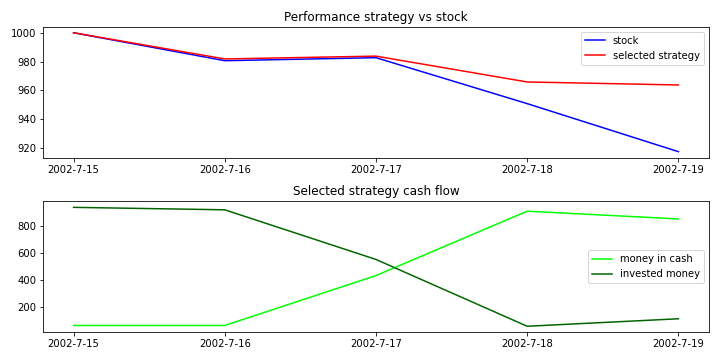 Performance strategy vs stock
1000
980
960
940
920
stock
selected strategy
2002-7-15 2002-7-16 2002-7-17 2002-7-18 2002-7-19
Selected strategy cash flow
800
600
400
200
money in cash
invested money
2002-7-15 2002-7-16 2002-7-17 2002-7-18 2002-7-19